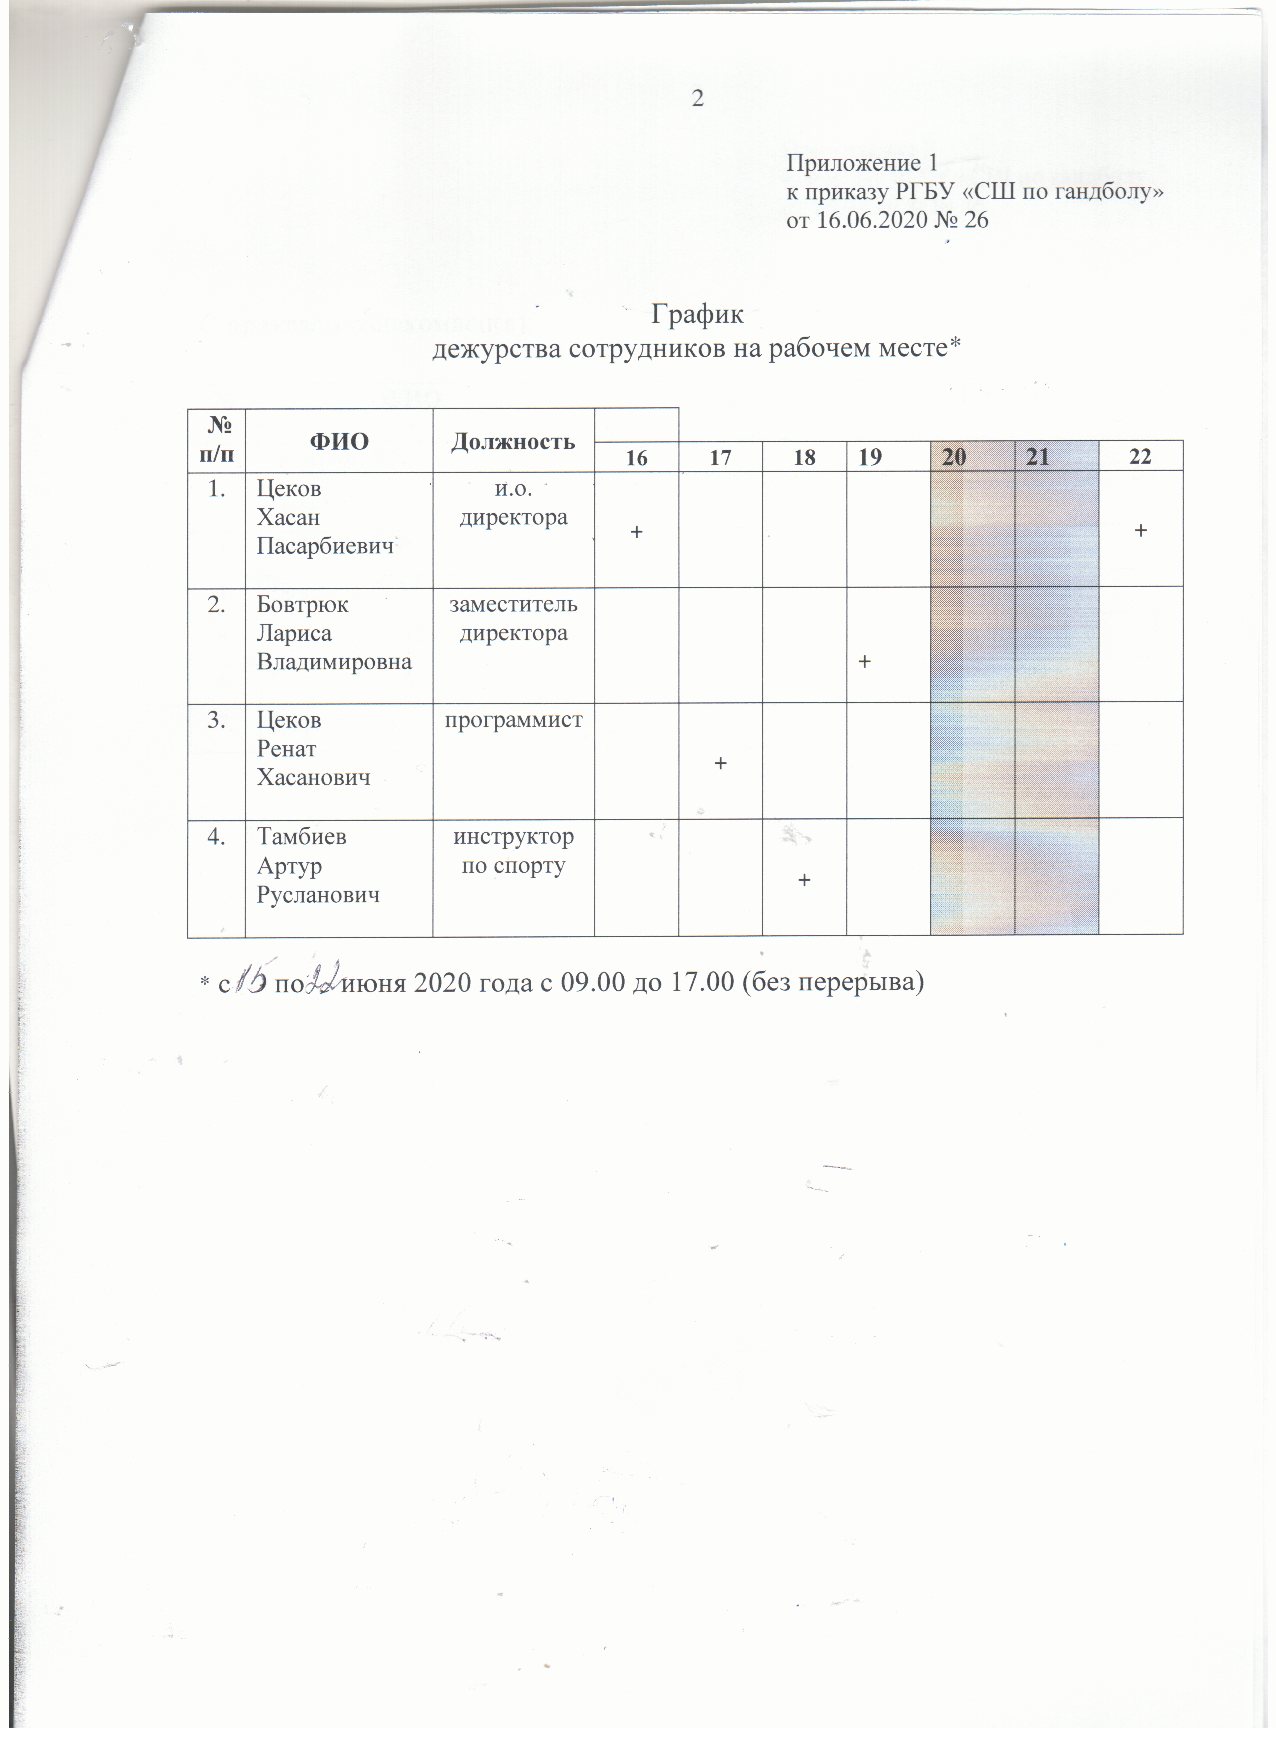 2
Приложение 1
к приказу РГБУ «СШ по гандболу»
от 16.06.2020 № 26
График
дежурства сотрудников на рабочем месте*
№ п/п ФИО Должность
16 17 18 19 20 21 22
1. Цеков и.о.
Хасан директора
+ +
Пасарбиевич
2. Бовтрюк заместитель
Лариса директора
Владимировна +
3. Цеков программист
Ренат
+
Хасанович
4. Тамбиев инструктор
Артур по спорту
+
Русланович
* с 15 по 22 июня 2020 года с 09.00 до 17.00 (без перерыва)